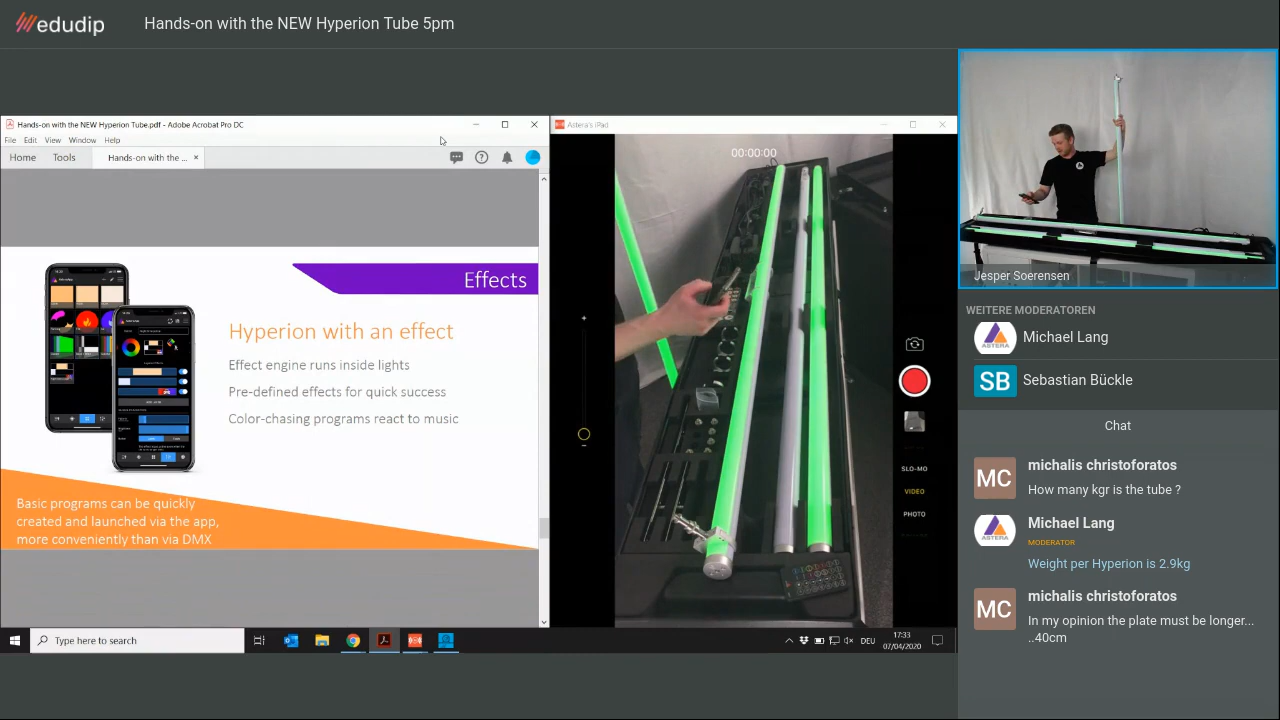 edudip
Hands-on with the NEW Hyperion Tube 5pm
Hands-on with the NEW Hyperion Tube.pdf - Adobe Acrobat Pro DC
File Edit View Window Help
Home Tools Hands-on with the ... ×
Effects
Hyperion with an effect
Effect engine runs inside lights
Pre-defined effects for quick success
Color-chasing programs react to music
Basic programs can be quickly
created and launched via the app,
more conveniently than via DMX
Astera's iPad
00:00:00
SLO-MO
VIDEO
PHOTO
Type here to search
DEU
17:33
07/04/2020
Jesper Soerensen
WEITERE MODERATOREN
ASTERA
Michael Lang
SB
Sebastian Bückle
Chat
MC
michalis christoforatos
How many kgr is the tube ?
ASTERA
Michael Lang
MODERATOR
Weight per Hyperion is 2.9kg
MC
michalis christoforatos
In my opinion the plate must be longer...
..40cm